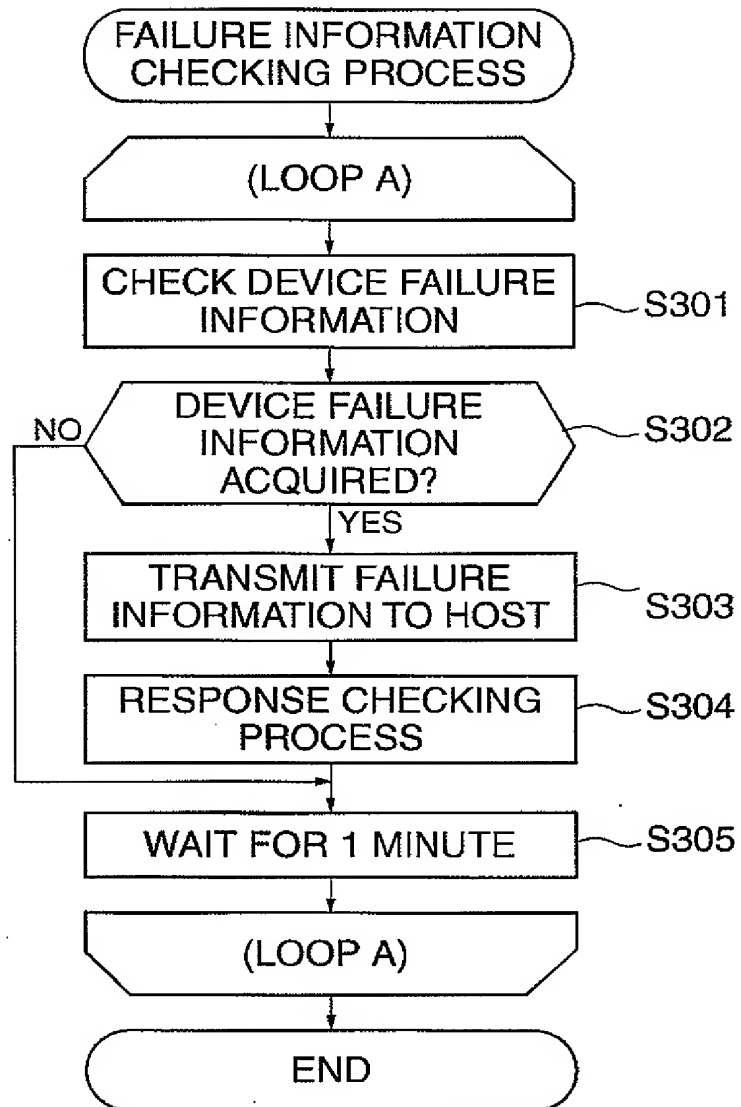 FAILURE INFORMATION
CHECKING PROCESS
(LOOP A)
CHECK DEVICE FAILURE
INFORMATION
S301
DEVICE FAILURE
INFORMATION
ACQUIRED?
S302
NO
YES
TRANSMIT FAILURE
INFORMATION TO HOST
S303
RESPONSE CHECKING
PROCESS
S304
WAIT FOR 1 MINUTE
S305
(LOOP A)
END